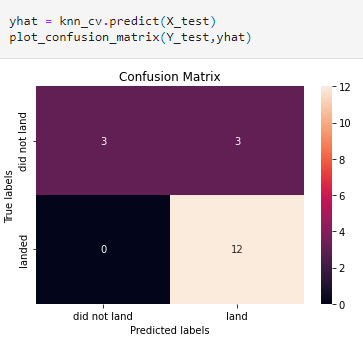 yhat = knn_cv.predict(X_test)
plot_confusion_matrix(Y_test,yhat)
Confusion Matrix
True labels
did not land
landed
3
3
0
12
did not land
land
Predicted labels
12
10
8
6
4
2
0